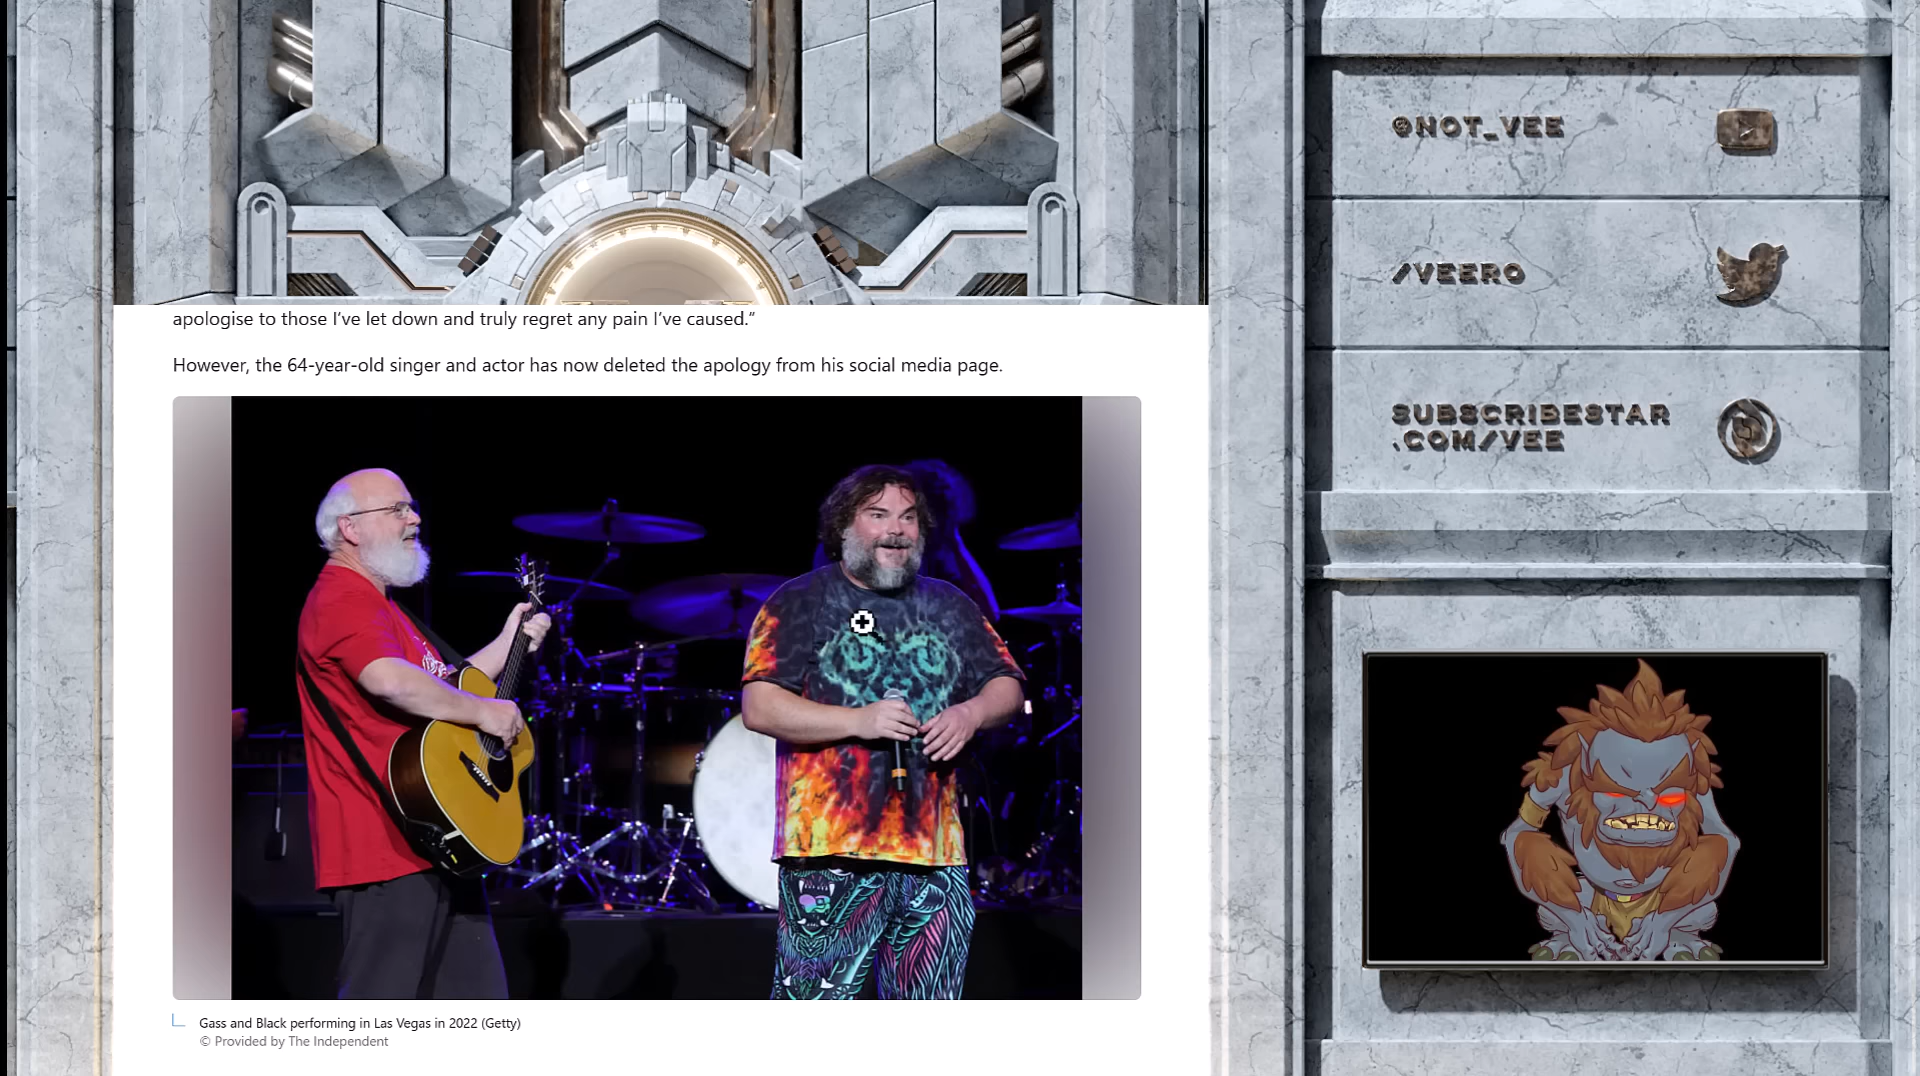 apologise to those I've let down and truly regret any pain I've caused.“
However, the 64-year-old singer and actor has now deleted the apology from his social media page.
Gass and Black performing in Las Vegas in 2022 (Getty)
© Provided by The Independent
@NOT_VEE
/VEERO
SUBSCRIBESTAR
.COM/VEE